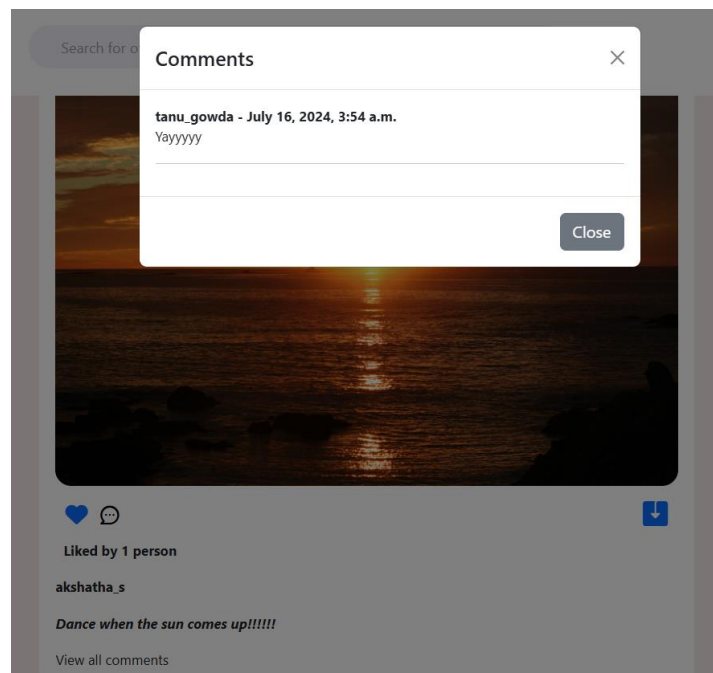 Search for o
Comments
tanu_gowda - July 16, 2024, 3:54 a.m.
Yayyyyy
Close
Liked by 1 person
akshatha_s
Dance when the sun comes up!!!!!!
View all comments